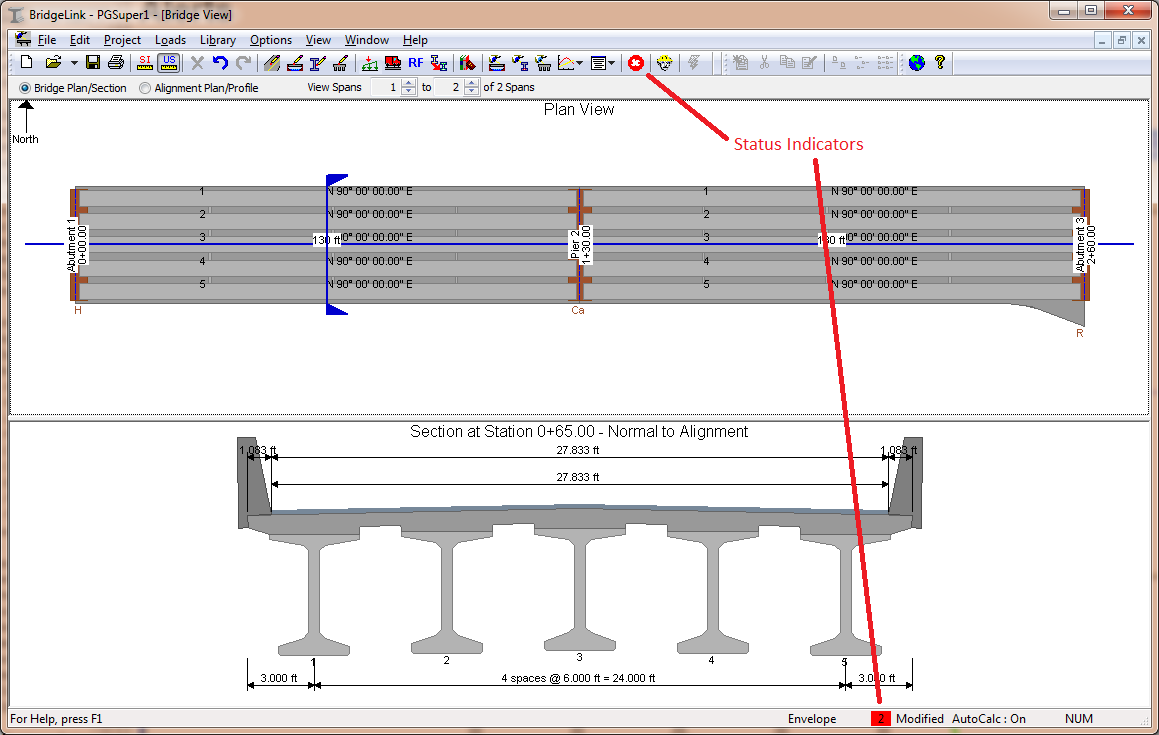 BridgeLink - PGSuper1 - [Bridge View]
File Edit Project Loads Library Options View Window Help
SI US RF
Bridge Plan/Section Alignment Plan/Profile View Spans 1 to 2 of 2 Spans
Plan View
North
Status Indicators
1 N 90° 00' 00.00" E 1 N 90° 00' 00.00" E
2 N 90° 00' 00.00" E 2 N 90° 00' 00.00" E
3 130 ft 00' 00.00" E 3 130 ft 0° 00' 00.00" E
4 N 90° 00' 00.00" E 4 N 90° 00' 00.00" E
5 N 90° 00' 00.00" E 5 N 90° 00' 00.00" E
Abutment 1
0+00.00
Pier 2
1+30.00
Abutment 3
2+60.00
H Ca
R
Section at Station 0+65.00 - Normal to Alignment
1.083 ft 27.833 ft 1.083 ft
27.833 ft
1 2 3 4 5
3.000 ft 4 spaces @ 6.000 ft = 24.000 ft 3.000 ft
For Help, press F1 Envelope 2 Modified AutoCalc : On NUM